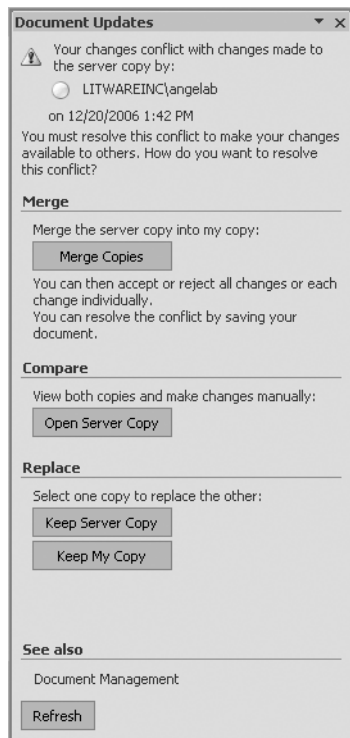 Document Updates
Your changes conflict with changes made to
the server copy by:
LITWAREINC\angelab
on 12/20/2006 1:42 PM
You must resolve this conflict to make your changes
available to others. How do you want to resolve
this conflict?
Merge
Merge the server copy into my copy:
Merge Copies
You can then accept or reject all changes or each
change individually.
You can resolve the conflict by saving your
document.
Compare
View both copies and make changes manually:
Open Server Copy
Replace
Select one copy to replace the other:
Keep Server Copy
Keep My Copy
See also
Document Management
Refresh